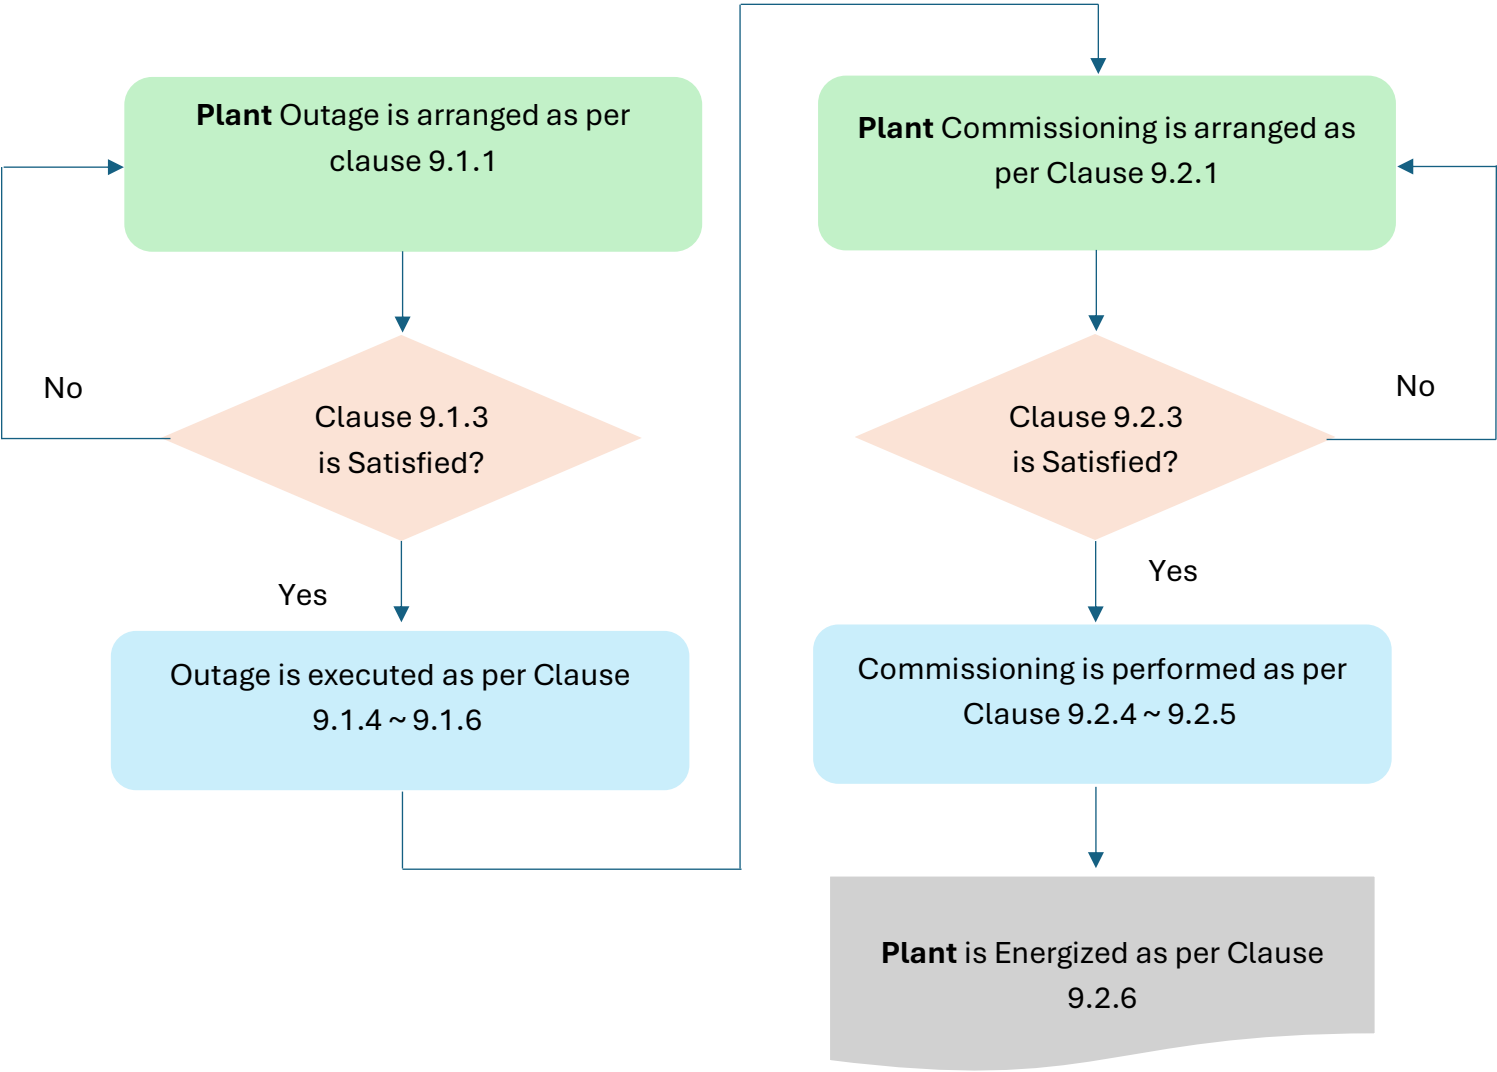 Plant Outage is arranged as per
clause 9.1.1
No
Clause 9.1.3
is Satisfied?
Yes
Outage is executed as per Clause
9.1.4 ~ 9.1.6
Plant Commissioning is arranged as
per Clause 9.2.1
No
Clause 9.2.3
is Satisfied?
Yes
Commissioning is performed as per
Clause 9.2.4 ~ 9.2.5
Plant is Energized as per Clause
9.2.6